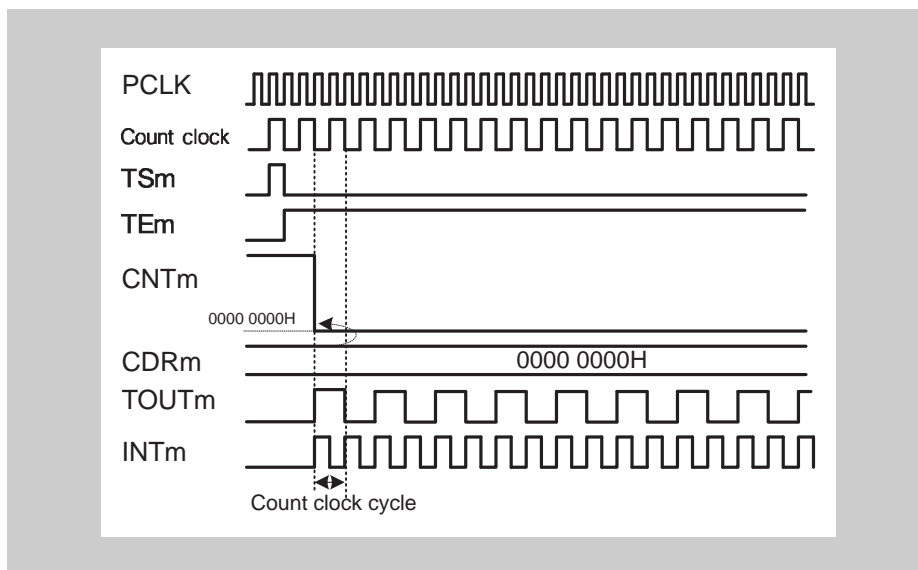 PCLK
Count clock
TSm
TEm
CNTm
0000 0000H
CDRm
0000 0000H
TOUTm
INTm
Count clock cycle